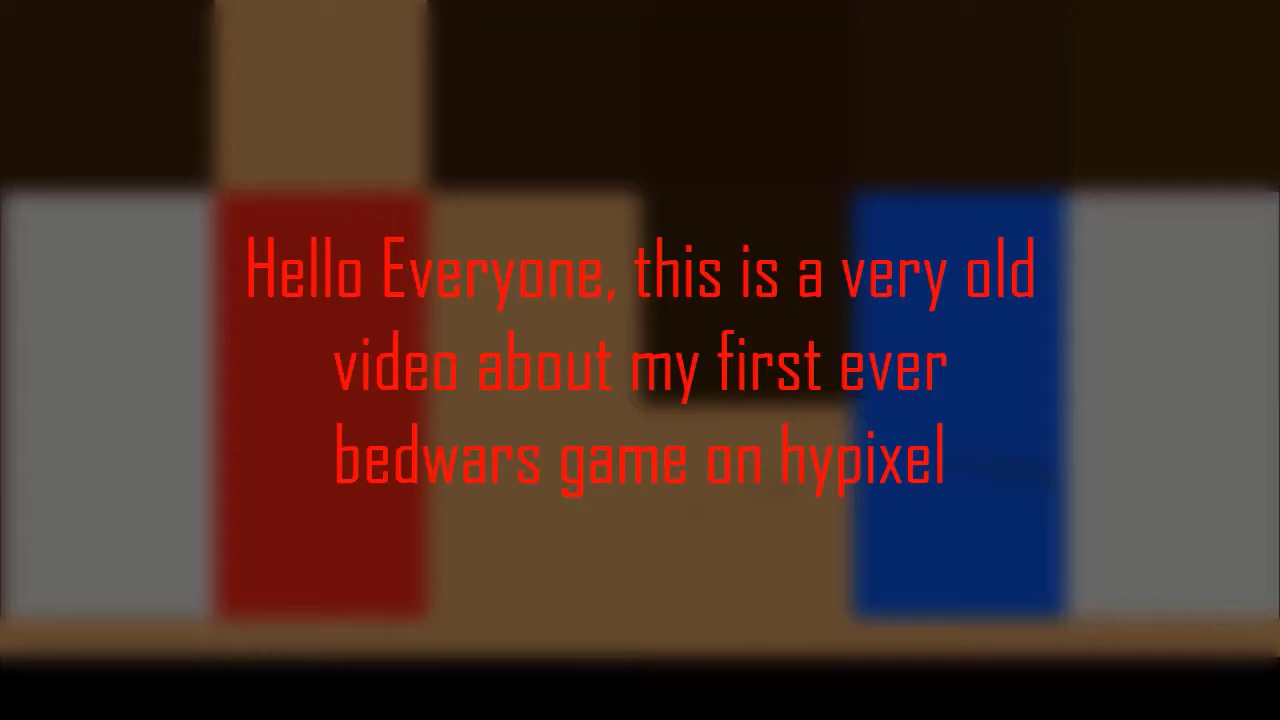 Hello Everyone, this is a very old
video about my first ever
bedwars game on hypixel